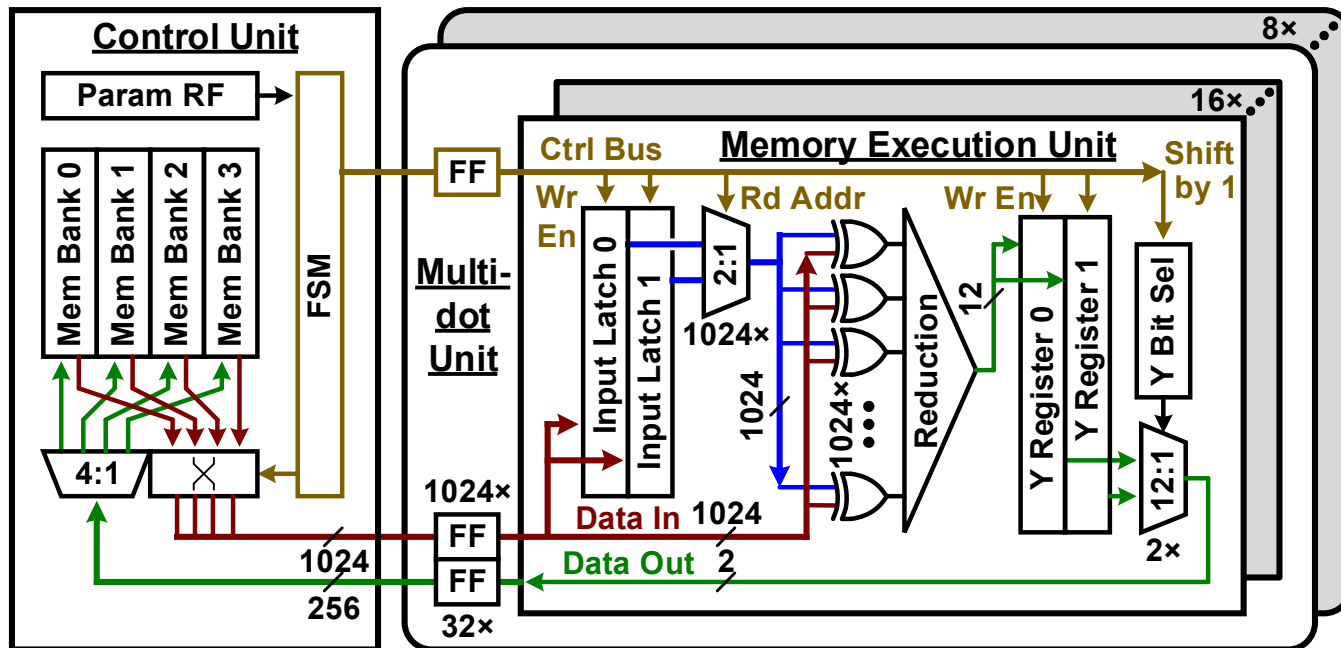 Control Unit
Param RF
Mem Bank 0
Mem Bank 1
Mem Bank 2
Mem Bank 3
FSM
4:1
1024
256
8×
16×
Multi-
dot
Unit
FF
1024×
FF
FF
32×
Memory Execution Unit
Ctrl Bus
Wr
En
Rd Addr
Wr En
Shift
by 1
Input Latch 0
Input Latch 1
2:1
1024×
1024
1024×
Reduction
12
Y Register 0
Y Register 1
Y Bit Sel
12:1
2×
Data In
1024
Data Out
2